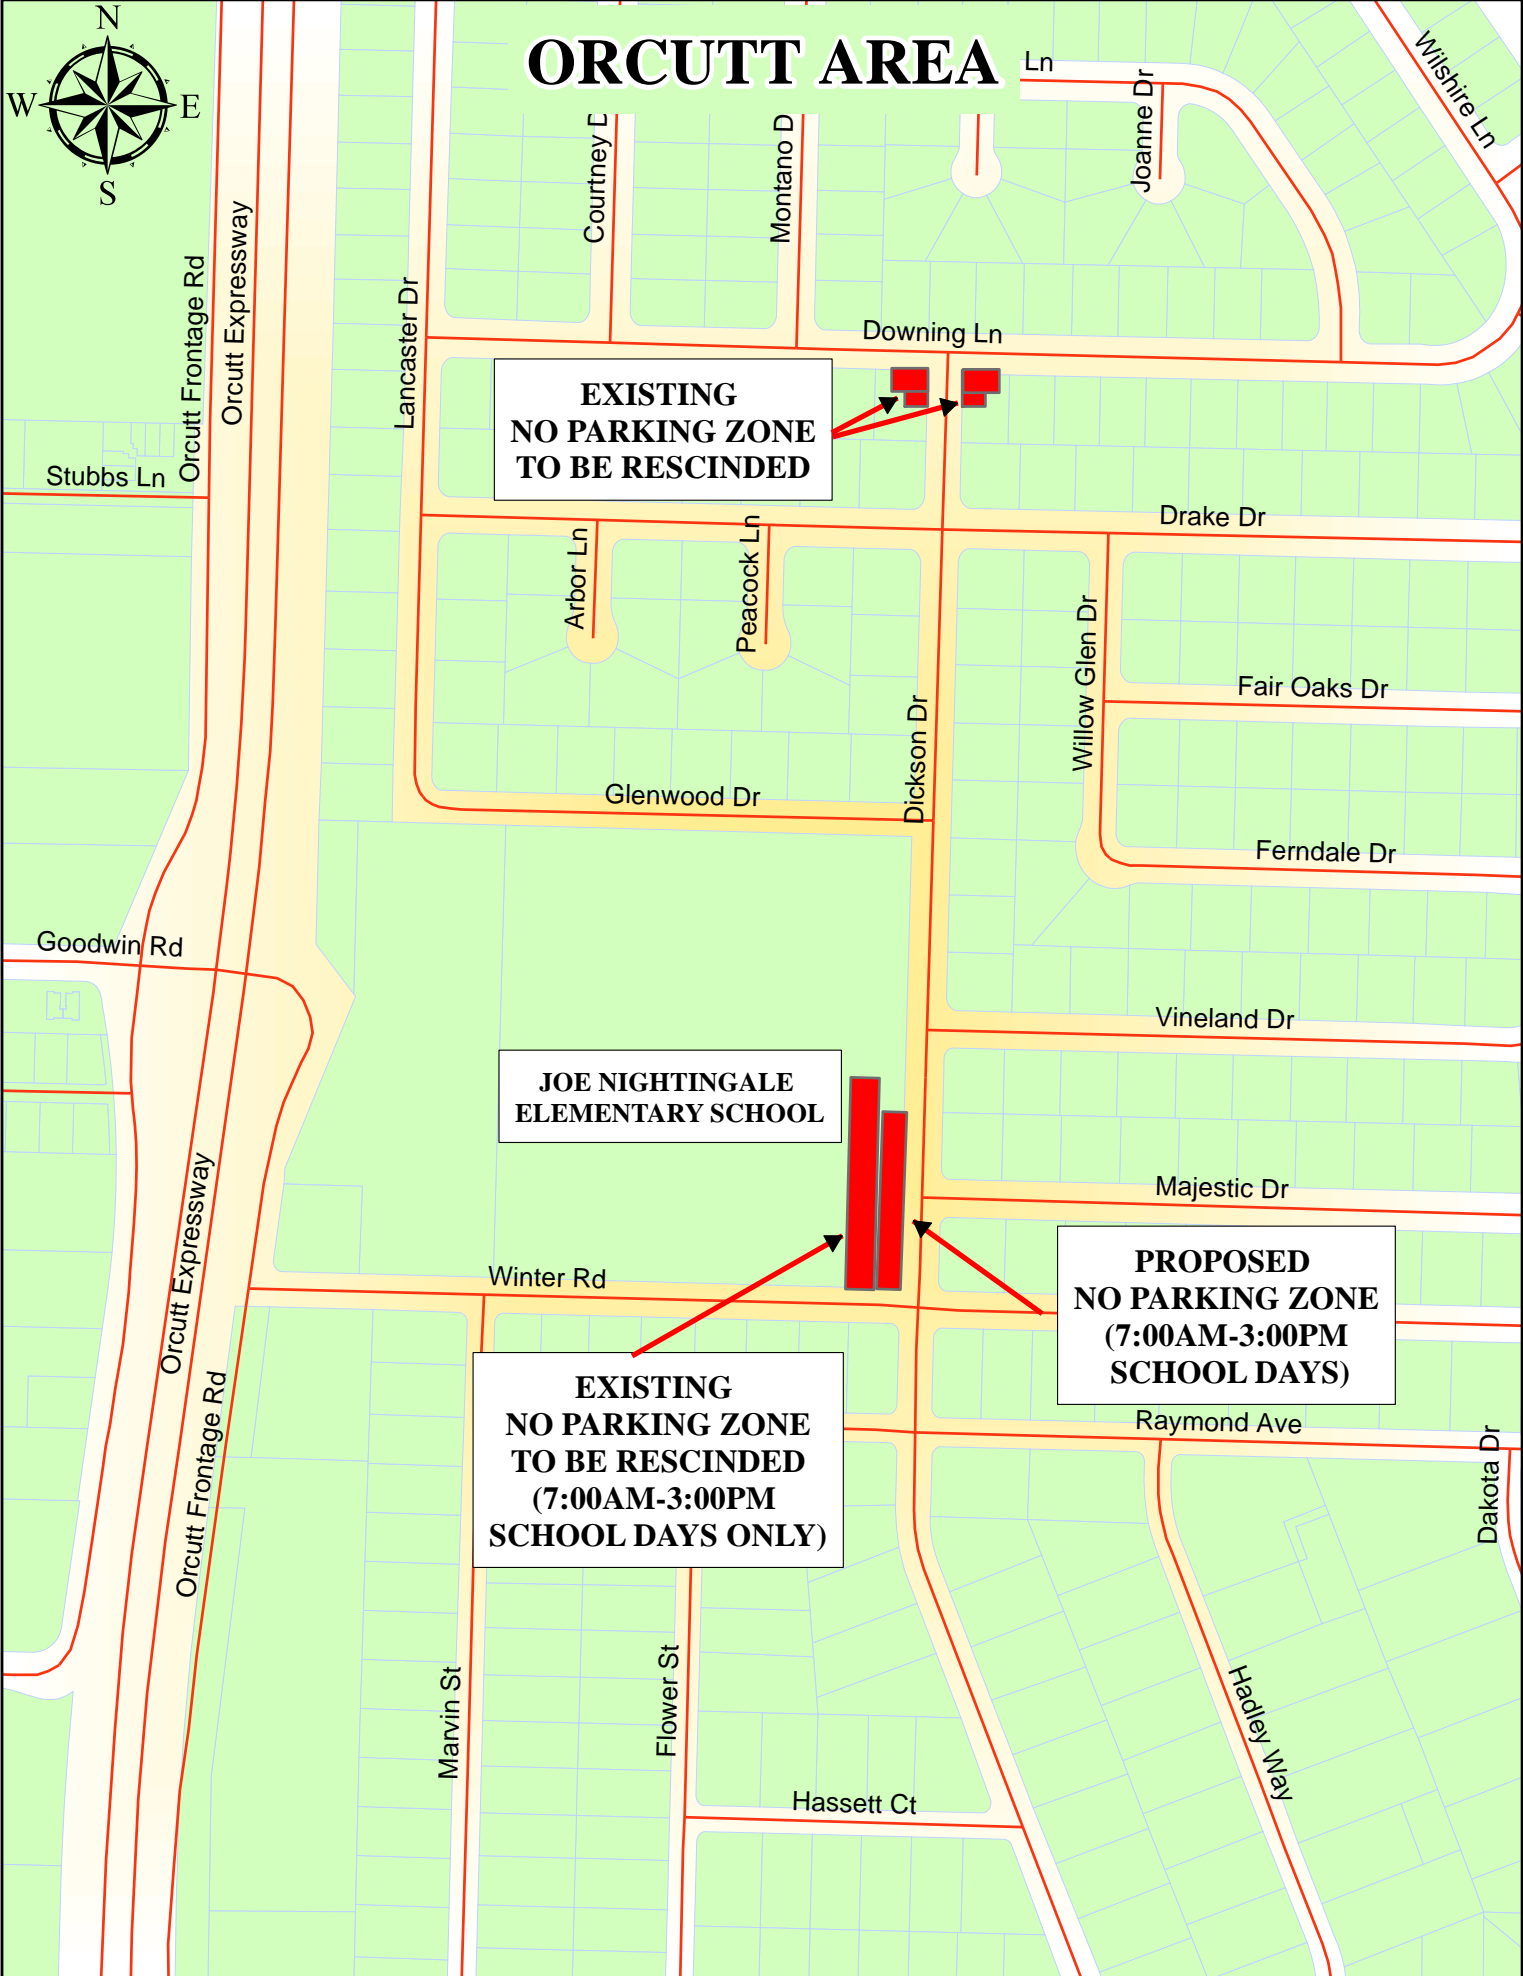 N
W
E
S
ORCUTT AREA
Ln
Joanne Dr
Wilshire Ln
Courtney D
Montano D
Orcutt Frontage Rd
Orcutt Expressway
Lancaster Dr
Downing Ln
EXISTING
NO PARKING ZONE
TO BE RESCINDED
Stubbs Ln
Drake Dr
Arbor Ln
Peacock Ln
Willow Glen Dr
Fair Oaks Dr
Dickson Dr
Glenwood Dr
Ferndale Dr
Goodwin Rd
Vineland Dr
JOE NIGHTINGALE
ELEMENTARY SCHOOL
Majestic Dr
Orcutt Expressway
Winter Rd
PROPOSED
NO PARKING ZONE
(7:00AM-3:00PM
SCHOOL DAYS)
EXISTING
NO PARKING ZONE
TO BE RESCINDED
(7:00AM-3:00PM
SCHOOL DAYS ONLY)
Orcutt Frontage Rd
Raymond Ave
Dakota Dr
Marvin St
Flower St
Hadley Way
Hassett Ct